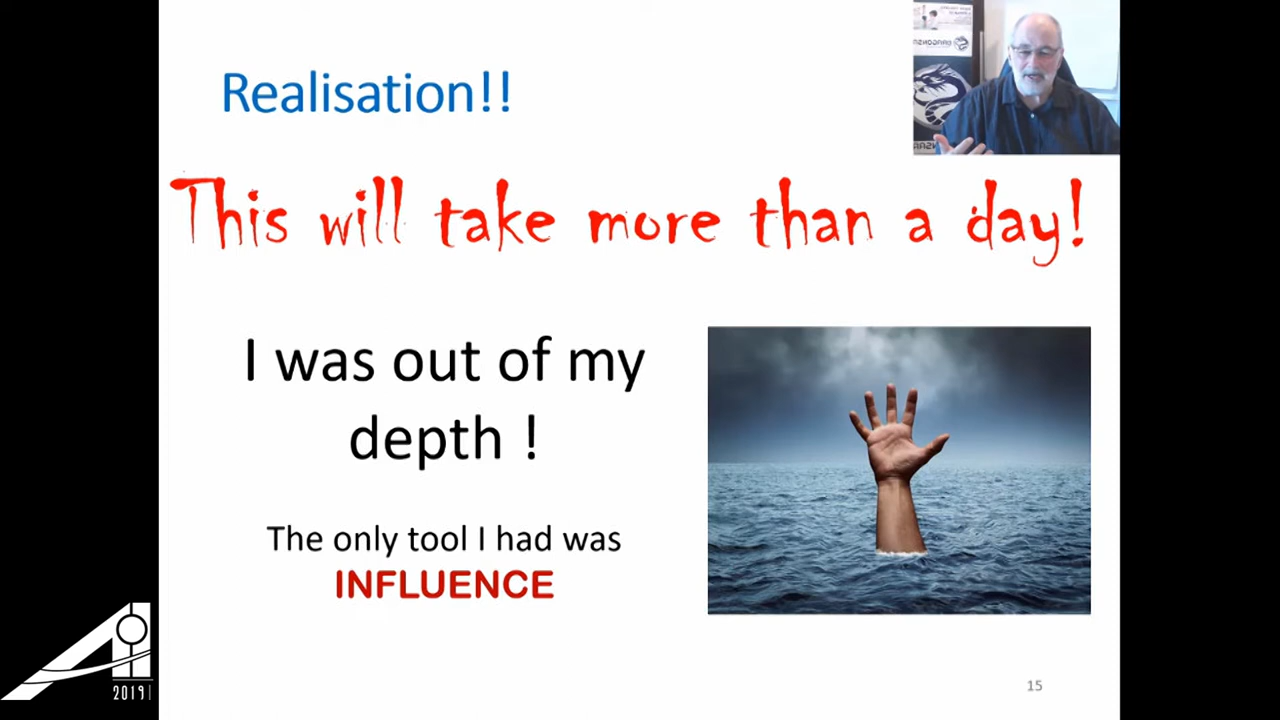 Realisation!!
This will take more than a day!
I was out of my
depth !
The only tool I had was
INFLUENCE
15
2019